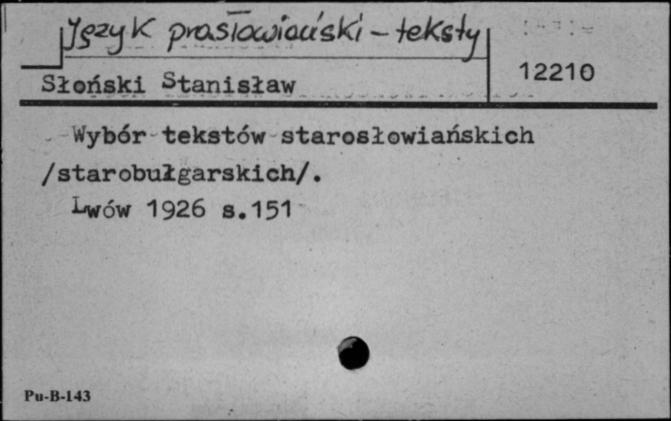 Język prasłowiański - teksty
12210
Słoński Stanisław
Wybór tekstów starosłowiańskich
/starobułgarskich/.
Lwów 1926 s.151
Pu-B-143